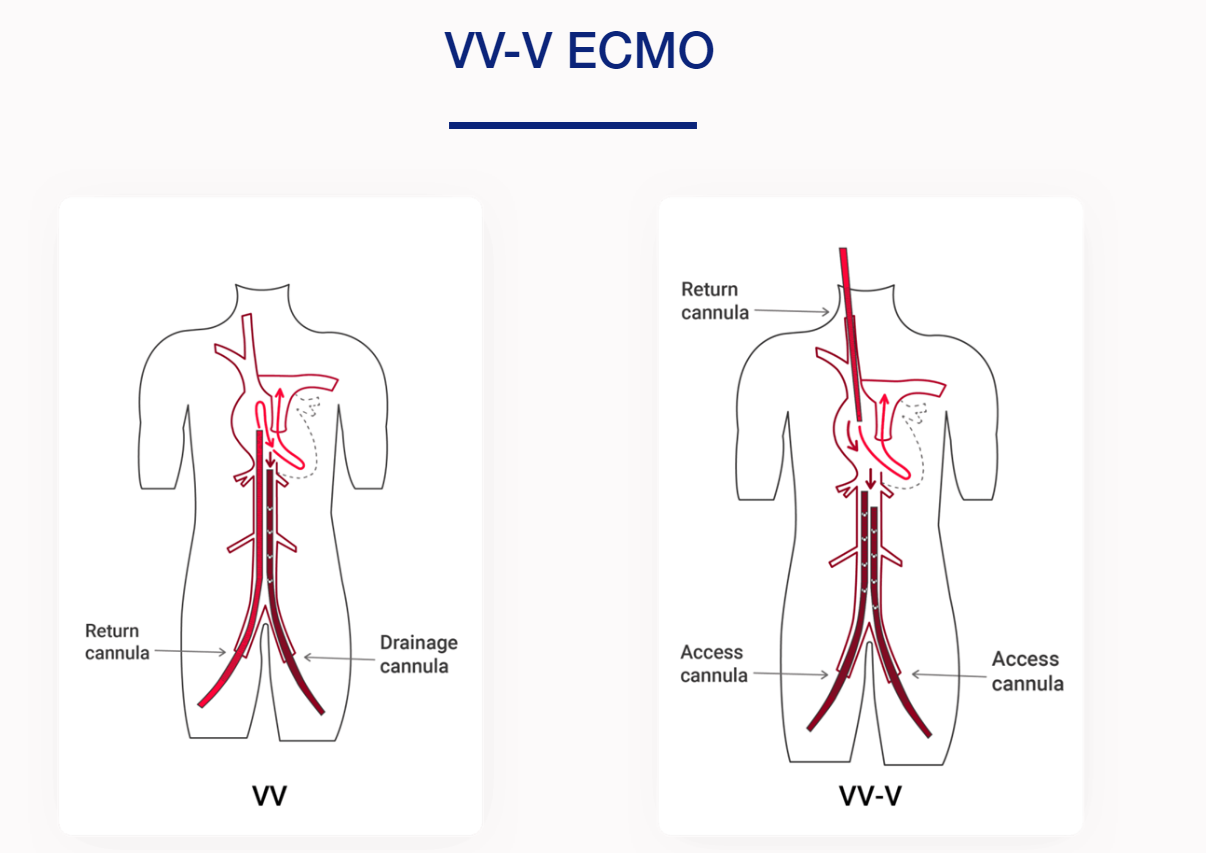 VV-V ECMO
Return
cannula
Drainage
cannula
VV
Return
cannula
Access
cannula
Access
cannula
VV-V